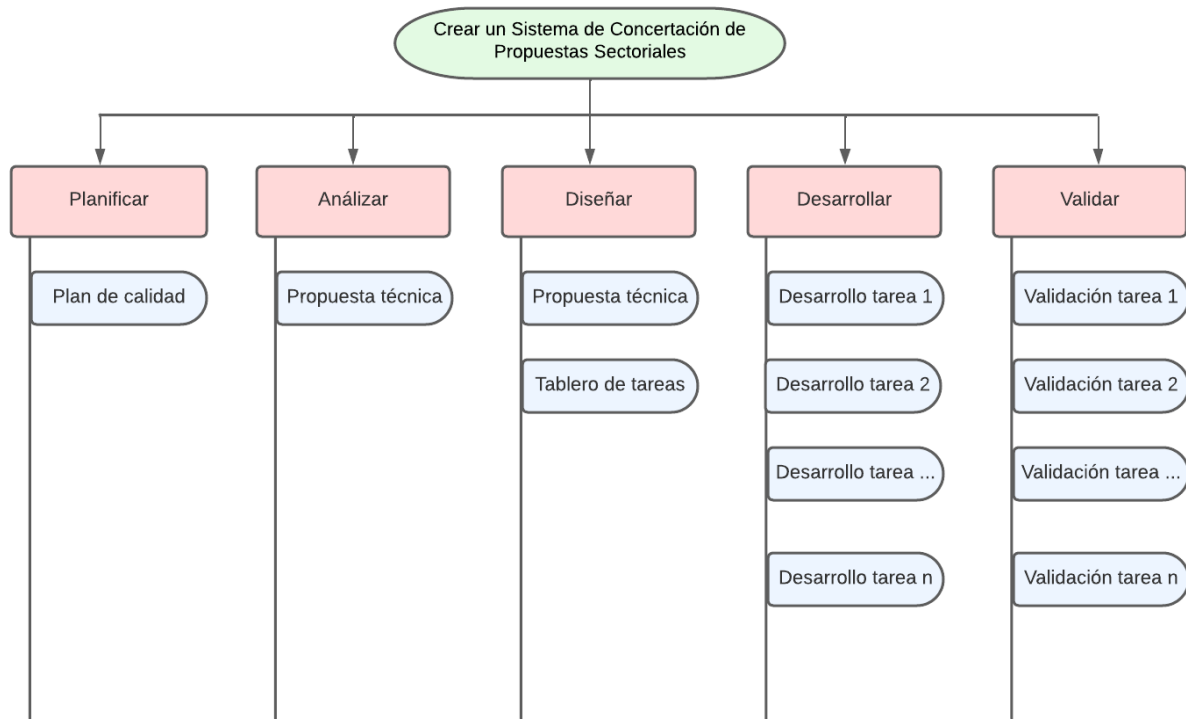 Crear un Sistema de Concertación de
Propuestas Sectoriales
Planificar
Análizar
Diseñar
Desarrollar
Validar
Plan de calidad
Propuesta técnica
Propuesta técnica
Desarrollo tarea 1
Validación tarea 1
Tablero de tareas
Desarrollo tarea 2
Validación tarea 2
Desarrollo tarea ...
Validación tarea ...
Desarrollo tarea n
Validación tarea n